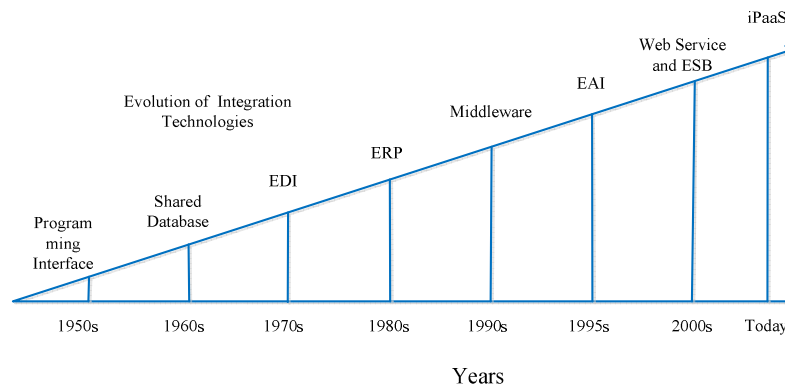 iPaaS
Web Service
and ESB
EAI
Middleware
Evolution of Integration
Technologies
ERP
EDI
Shared
Database
Program
ming
Interface
1950s
1960s
1970s
1980s
1990s
1995s
2000s
Today
Years